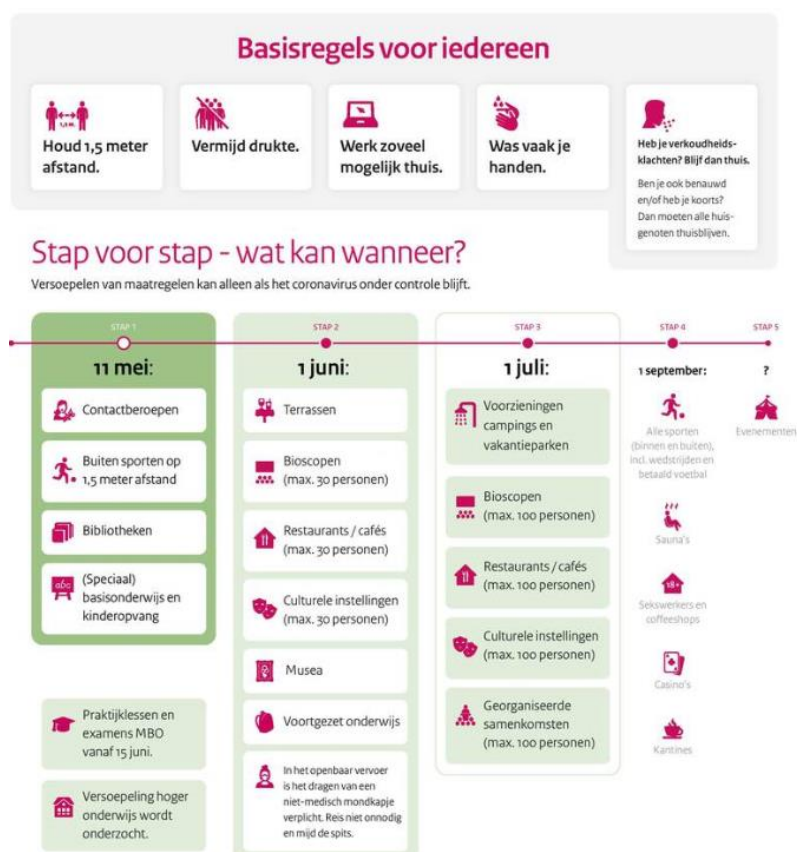 Basisregels voor iedereen
1,5 M.
Houd 1,5 meter
afstand.
Vermijd drukte.
Werk zoveel
mogelijk thuis.
Was vaak je
handen.
Heb je verkoudheids-
klachten? Blijf dan thuis.
Ben je ook benauwd
en/of heb je koorts?
Dan moeten alle huis-
genoten thuisblijven.
Stap voor stap - wat kan wanneer?
Versoepelen van maatregelen kan alleen als het coronavirus onder controle blijft.
STAP 1
11 mei:
Contactberoepen
Buiten sporten op
1,5 meter afstand
Bibliotheken
abc
(Speciaal)
basisonderwijs en
kinderopvang
Praktijklessen en
examens MBO
vanaf 15 juni.
Versoepeling hoger
onderwijs wordt
onderzocht.
STAP 2
1 juni:
Terrassen
Bioscopen
(max. 30 personen)
Restaurants / cafés
(max. 30 personen)
Culturele instellingen
(max. 30 personen)
Musea
Voortgezet onderwijs
In het openbaar vervoer
is het dragen van een
niet-medisch mondkapje
verplicht. Reis niet onnodig
en mijd de spits.
STAP 3
1 juli:
Voorzieningen
campings en
vakantieparken
Bioscopen
(max. 100 personen)
Restaurants / cafés
(max. 100 personen)
Culturele instellingen
(max. 100 personen)
Georganiseerde
samenkomsten
(max. 100 personen)
STAP 4
1 september:
Alle sporten
(binnen en buiten),
incl. wedstrijden en
betaald voetbal
Sauna's
18+
Sekswerkers en
coffeeshops
Casino's
Kantines
STAP 5
?
Evenementen